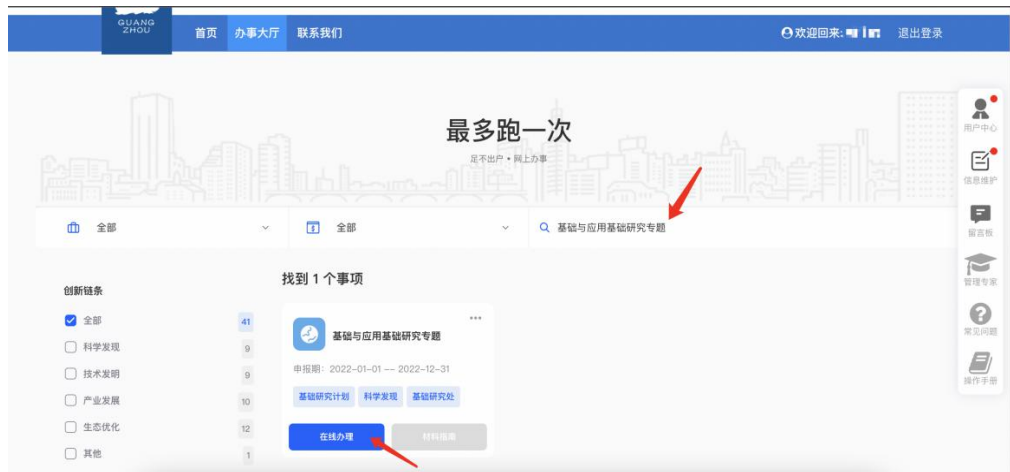 GUANG
ZHOU
首页 办事大厅 联系我们
欢迎回来: 退出登录
最多跑一次
足不出户•网上办事
用户中心
信息维护
全部 全部 基础与应用基础研究专题
留言板
创新链条
找到 1 个事项
管理专家
全部 41
科学发现 9
技术发明 9
产业发展 10
生态优化 12
其他 1
基础与应用基础研究专题
申报期: 2022-01-01 -- 2022-12-31
基础研究计划 科学发现 基础研究处
在线办理 材料指南
常见问题
操作手册